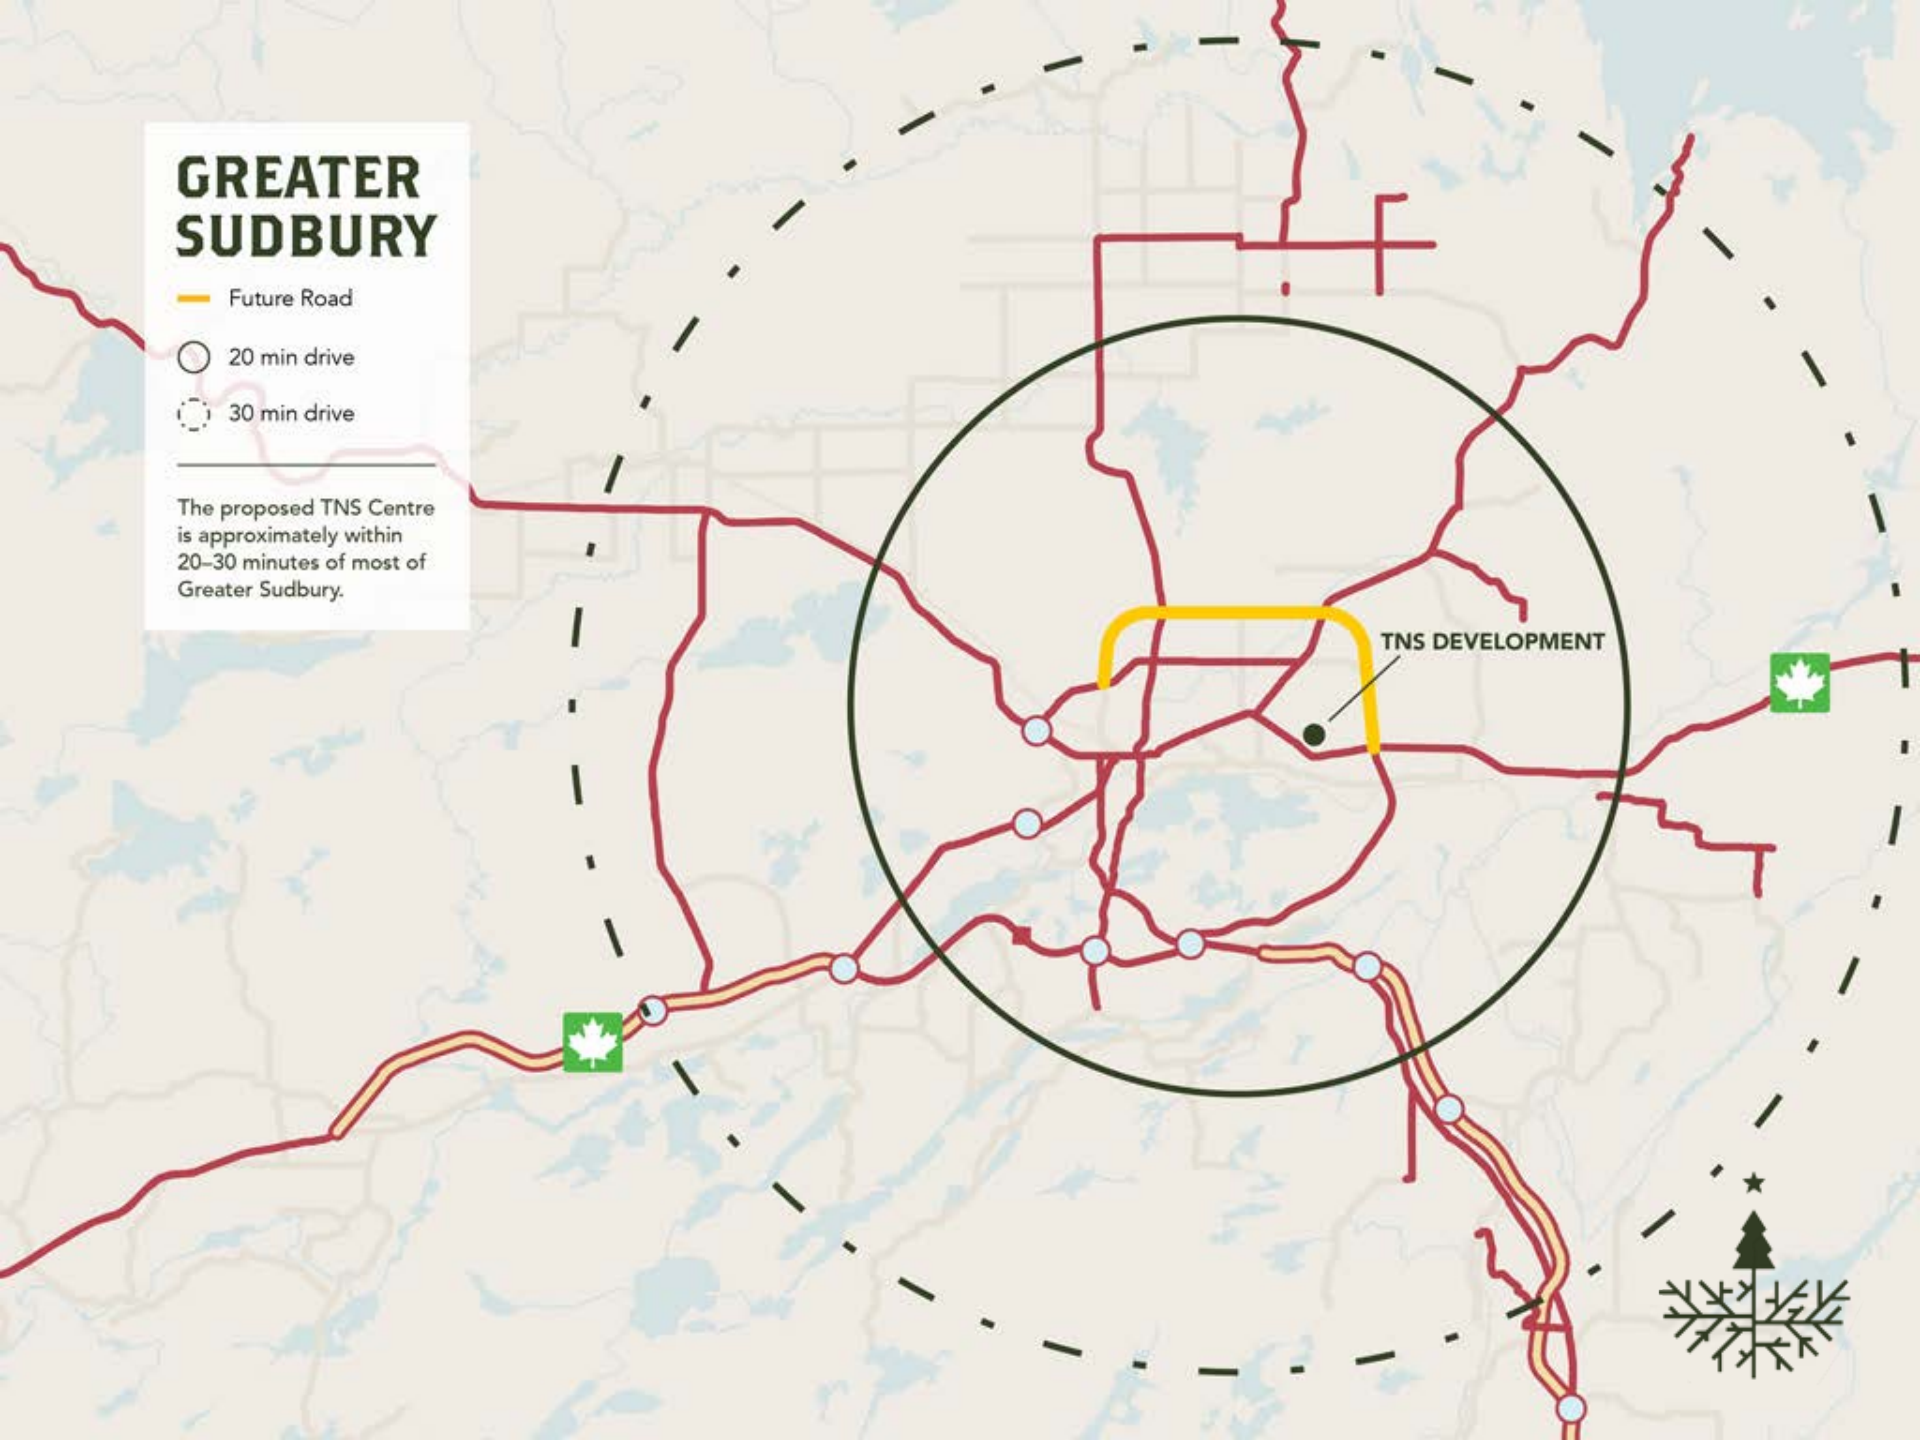 GREATER
SUDBURY
Future Road
20 min drive
30 min drive
The proposed TNS Centre
is approximately within
20–30 minutes of most of
Greater Sudbury.
TNS DEVELOPMENT